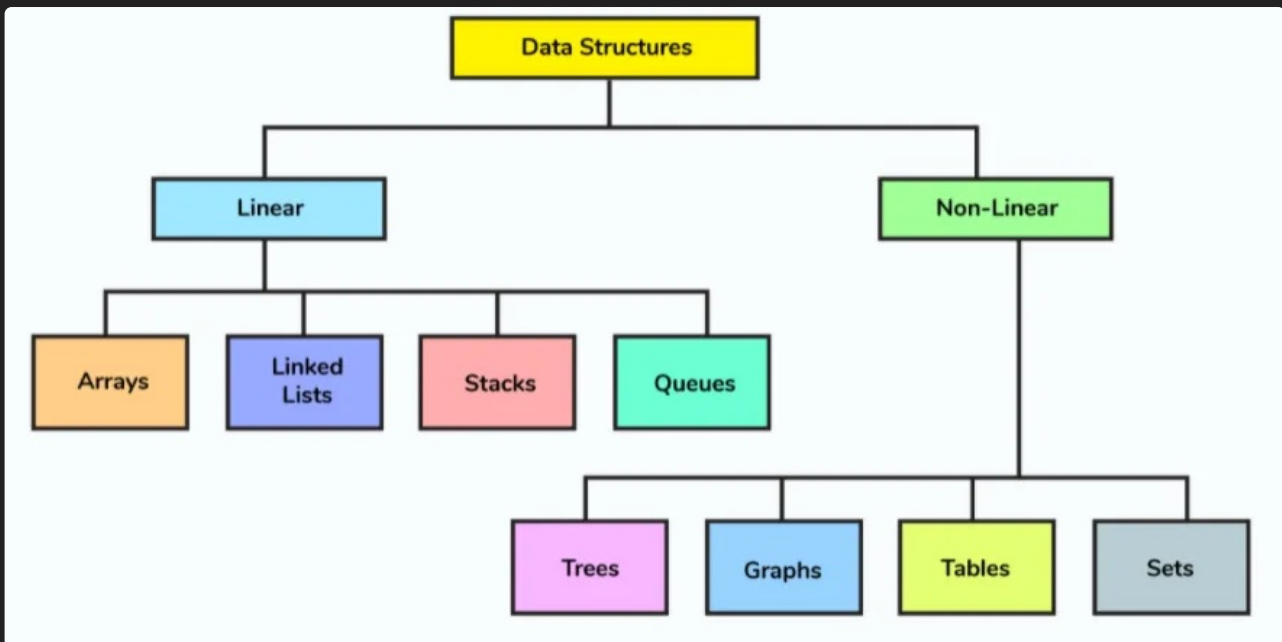 Data Structures
Linear
Non-Linear
Arrays
Linked
Lists
Stacks
Queues
Trees
Graphs
Tables
Sets